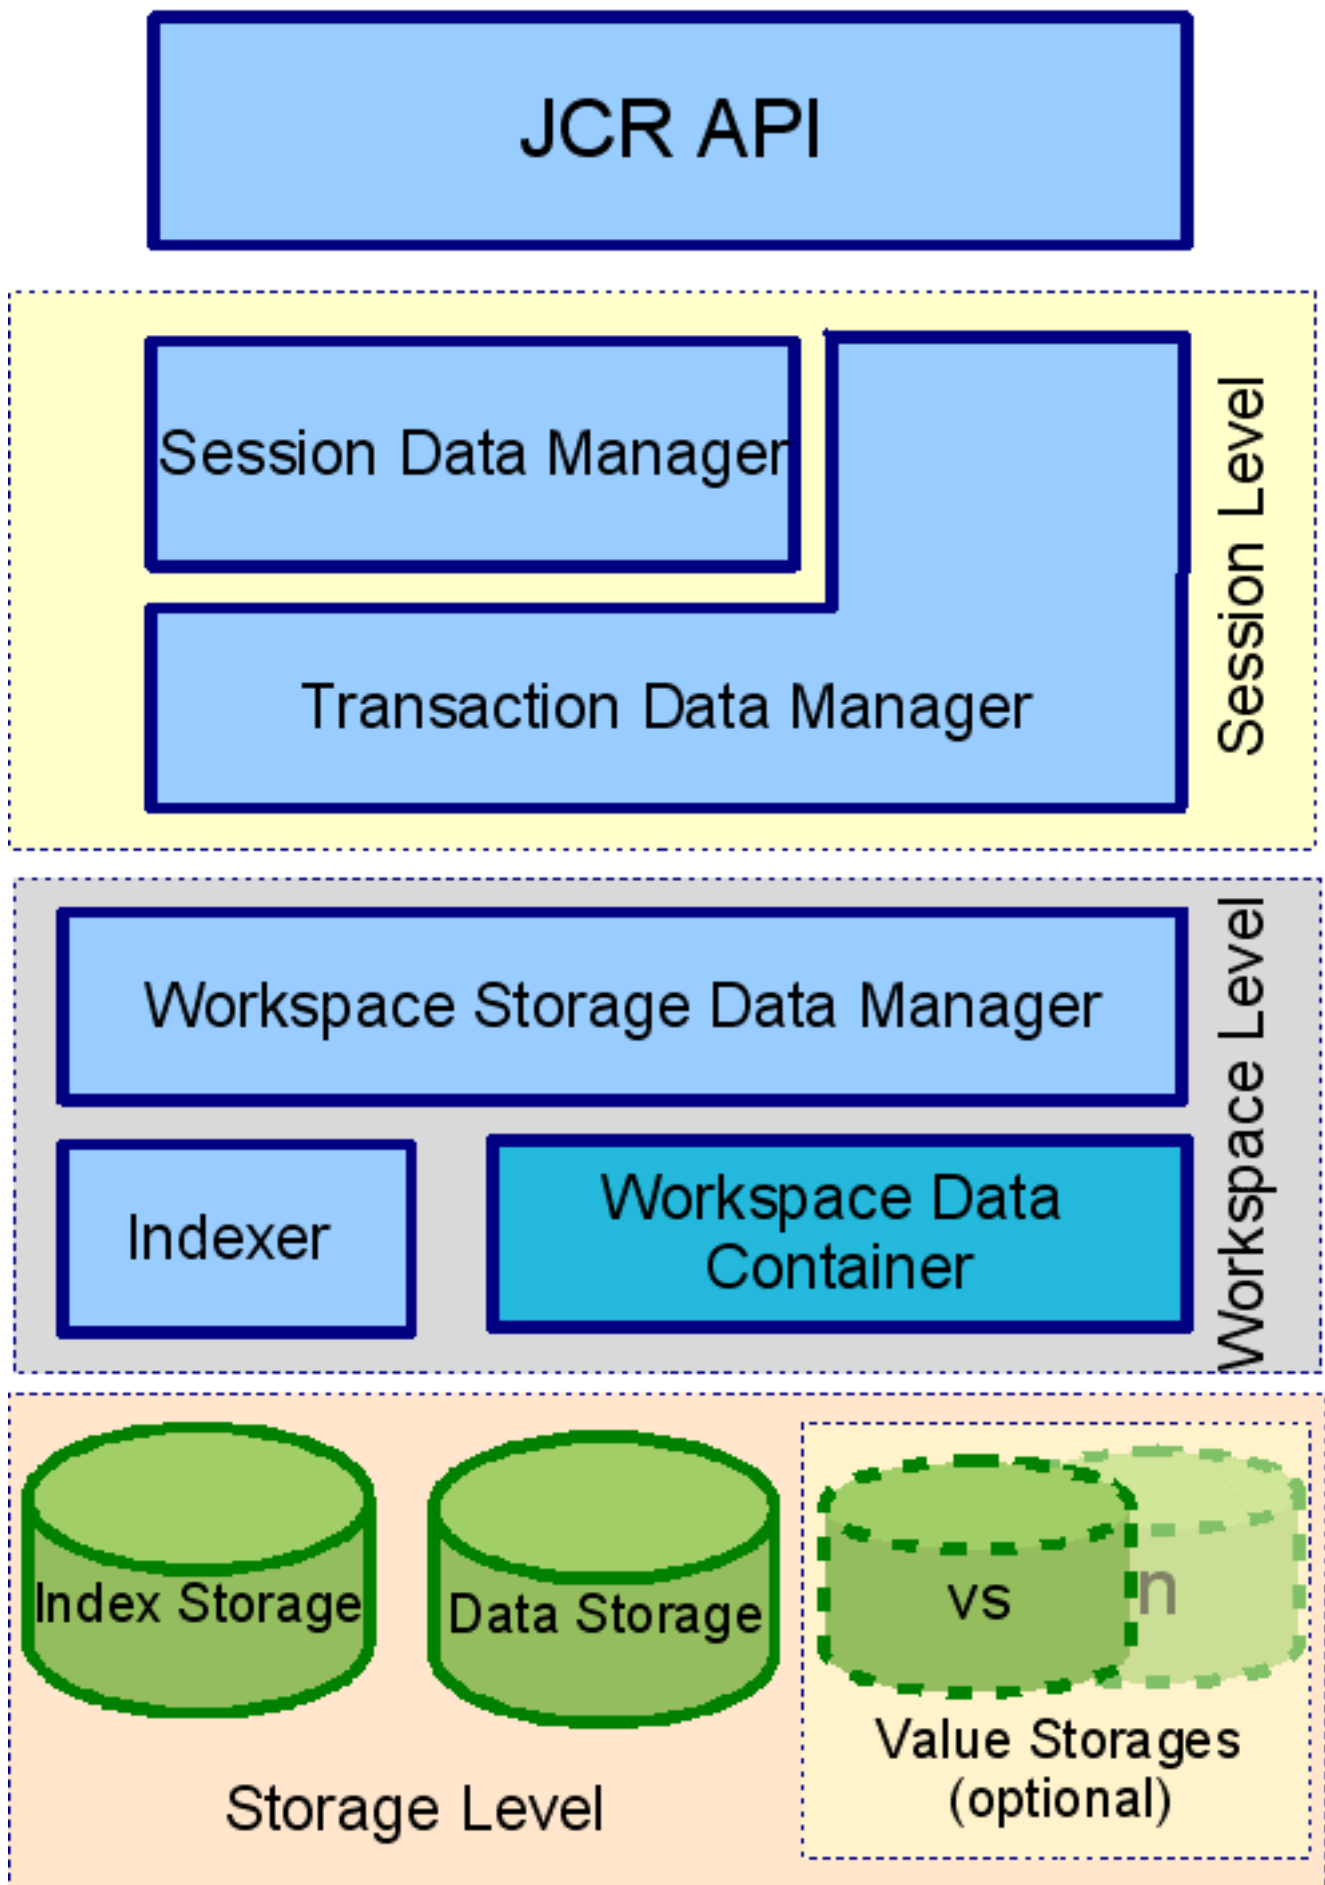 JCR API
Session Data Manager
Transaction Data Manager
Session Level
Workspace Storage Data Manager
Indexer
Workspace Data
Container
Workspace Level
Index Storage
Data Storage
vs
n
Value Storages
(optional)
Storage Level